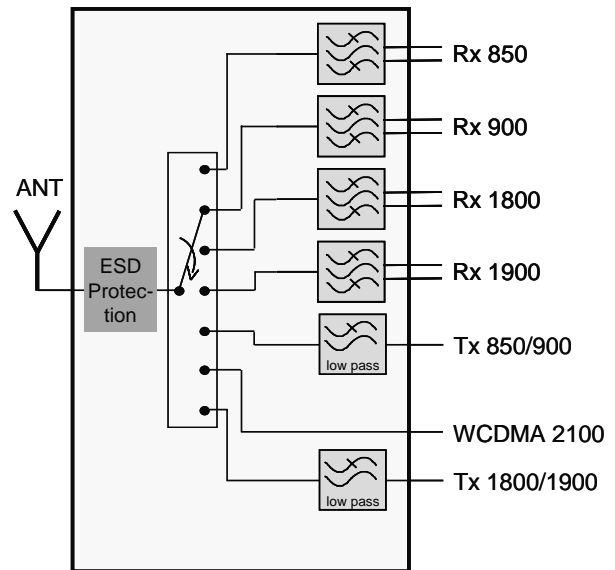 Rx 850
Rx 900
ANT
Rx 1800
ESD
Protec-
tion
Rx 1900
Tx 850/900
low pass
WCDMA 2100
Tx 1800/1900
low pass